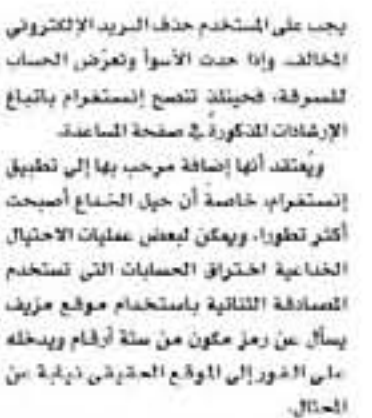 يجب على المستخدم حذف البريد الإلكتروني
المخالف. وإذا حدث الأسوأ وتعرّض الحساب
للسرقة، فحينئذ تنصح إنستغرام باتباع
الإرشادات المذكورة في صفحة المساعدة.
ويُعتقد أنها إضافة مرحب بها إلى تطبيق
إنستغرام، خاصة أن حيل الخداع أصبحت
أكثر تطورا، ويمكن لبعض عمليات الاحتيال
الخداعية اختراق الحسابات التي تستخدم
المصادقة الثنائية باستخدام موقع مزيف
يسأل عن رمز مكون من ستة أرقام ويدخله
على الفور إلى الموقع الحقيقي نيابة عن
المحتال.